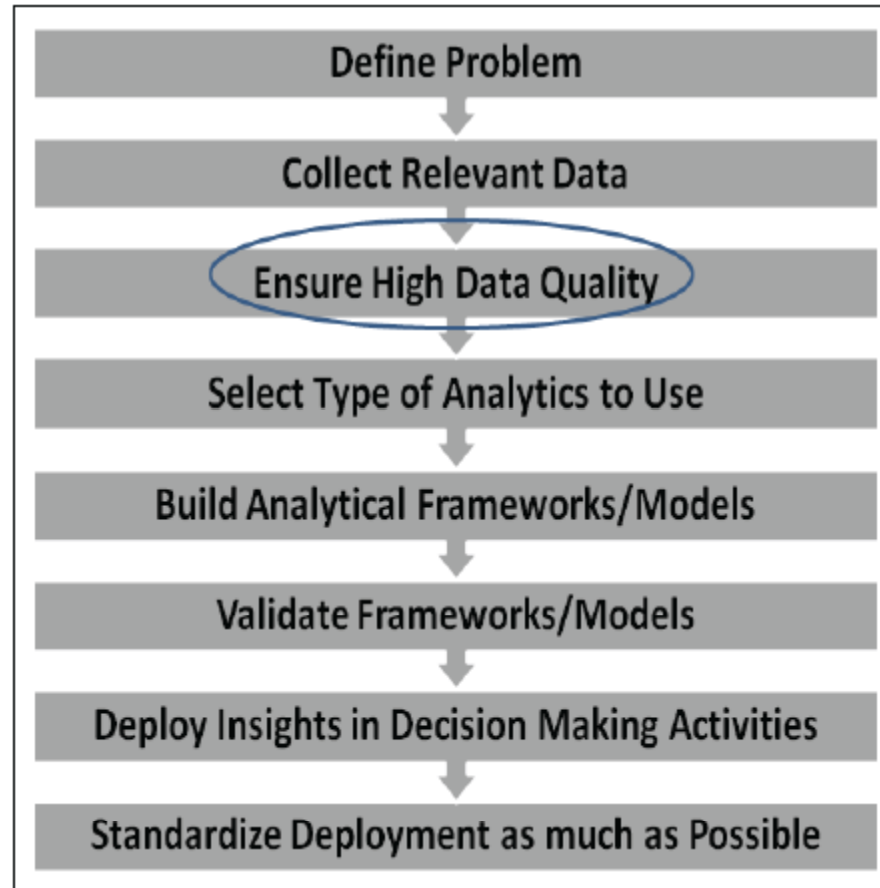 Define Problem
Collect Relevant Data
Ensure High Data Quality
Select Type of Analytics to Use
Build Analytical Frameworks/Models
Validate Frameworks/Models
Deploy Insights in Decision Making Activities
Standardize Deployment as much as Possible